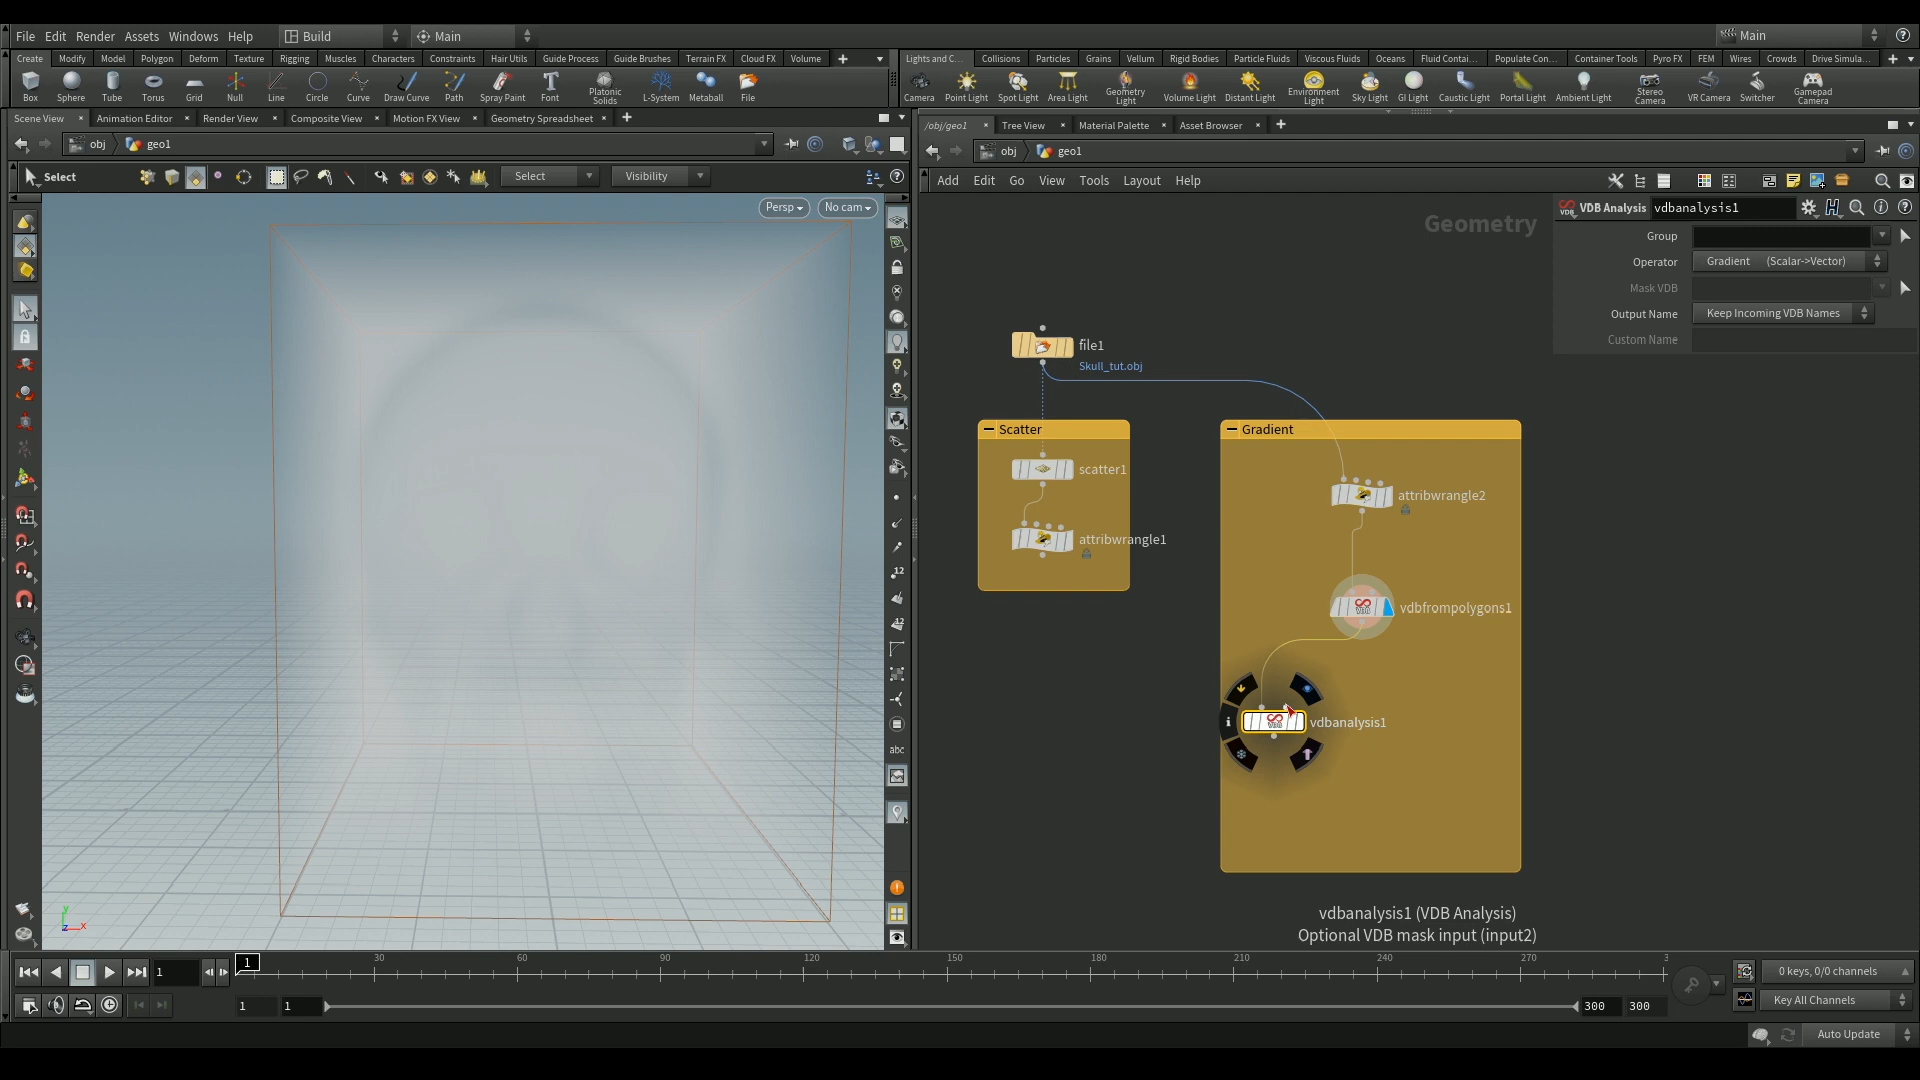 File Edit Render Assets Windows Help Build Main Main
Create Modify Model Polygon Deform Texture Rigging Muscles Characters Constraints Hair Utils Guide Process Guide Brushes Terrain FX Cloud FX Volume
Lights and C... Collisions Particles Grains Vellum Rigid Bodies Particle Fluids Viscous Fluids Oceans Fluid Contai... Populate Con... Container Tools Pyro FX FEM Wires Crowds Drive Simula...
Box Sphere Tube Torus Grid Null Line Circle Curve Draw Curve Path Spray Paint Font Platonic Solids L-System Metaball File
Camera Point Light Spot Light Area Light Geometry Light Volume Light Distant Light Environment Light Sky Light GI Light Caustic Light Portal Light Ambient Light Stereo Camera VR Camera Switcher Gamepad Camera
Scene View Animation Editor Render View Composite View Motion FX View Geometry Spreadsheet
/obj/geo1 Tree View Material Palette Asset Browser
obj geo1
obj geo1
Select Select Visibility
Add Edit Go View Tools Layout Help
Persp No cam
Geometry
VDB Analysis vdbanalysis1
Group
Operator Gradient (Scalar->Vector)
Mask VDB
Output Name Keep Incoming VDB Names
Custom Name
file1
Skull_tut.obj
Scatter
scatter1
attribwrangle1
Gradient
attribwrangle2
vdbfrompolygons1
vdbanalysis1
12
12
abc
y
x
z
vdbanalysis1 (VDB Analysis)
Optional VDB mask input (input2)
1 1 30 60 90 120 150 180 210 240 270 3
0 keys, 0/0 channels
1 1 300 300
Key All Channels
Auto Update